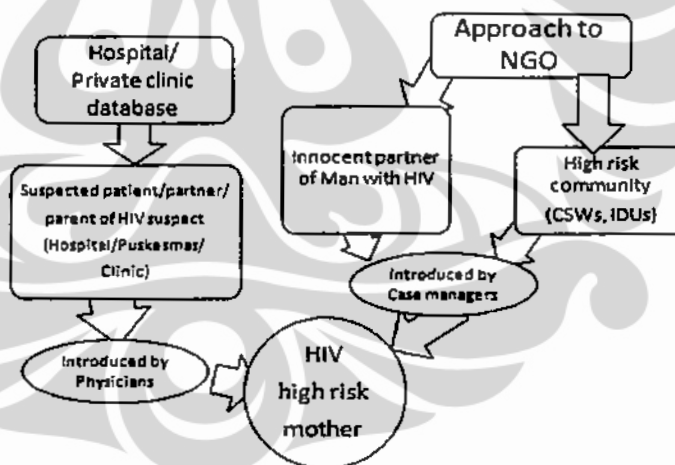 Hospital/
Private clinic
database
Suspected patient/partner/
parent of HIV suspect
(Hospital/Puskesmas/
Clinic)
Introduced by
Physicians
Approach to
NGO
Innocent partner
of Man with HIV
High risk
community
(CSWs, IDUs)
Introduced by
Case managers
HIV
high risk
mother